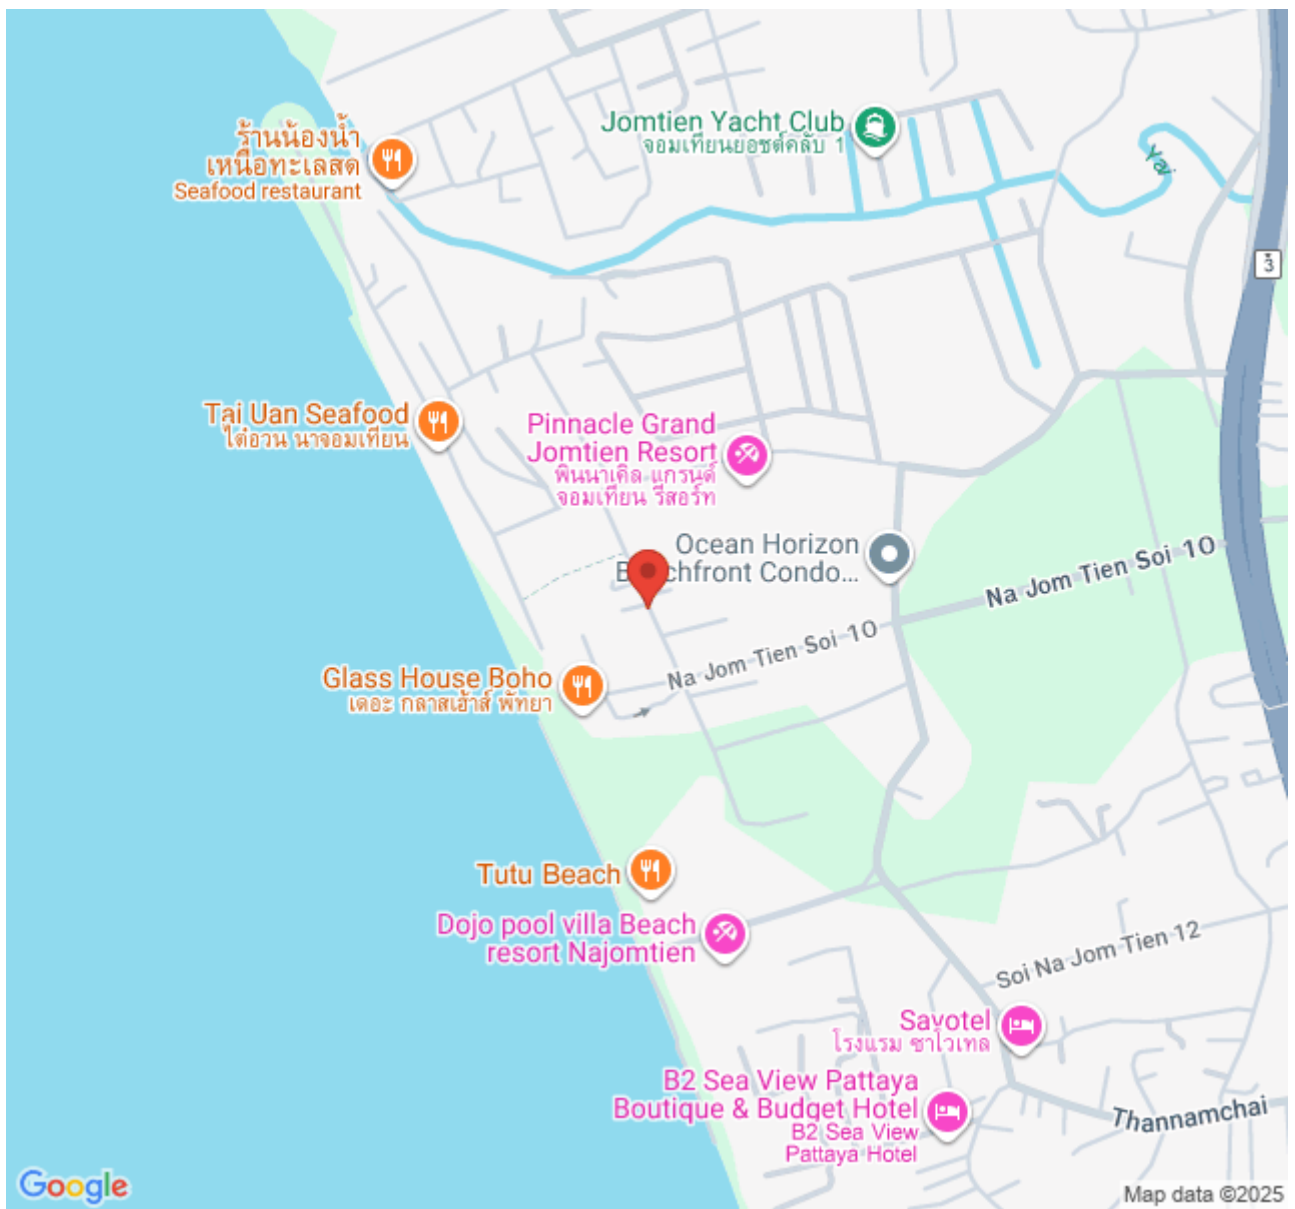 Jomtien Yacht Club
จอมเทียนยอชต์คลับ 1
ร้านน้องน้ำ
เหนือทะเลสด
Seafood restaurant
Yai
3
Tai Uan Seafood
ไต๋อวน นาจอมเทียน
Pinnacle Grand
Jomtien Resort
พินนาเคิล แกรนด์
จอมเทียน รีสอร์ท
Ocean Horizon
B chfront Condo...
Na Jom Tien Soi 10
Na Jom Tien Soi 10
Glass House Boho
เดอะ กลาสเฮ้าส์ พัทยา
Tutu Beach
Dojo pool villa Beach
resort Najomtien
Soi Na Jom Tien 12
Savotel
โรงแรม ซาโวเทล
B2 Sea View Pattaya
Boutique & Budget Hotel
B2 Sea View
Pattaya Hotel
Thannamchai
Google
Map data ©2025